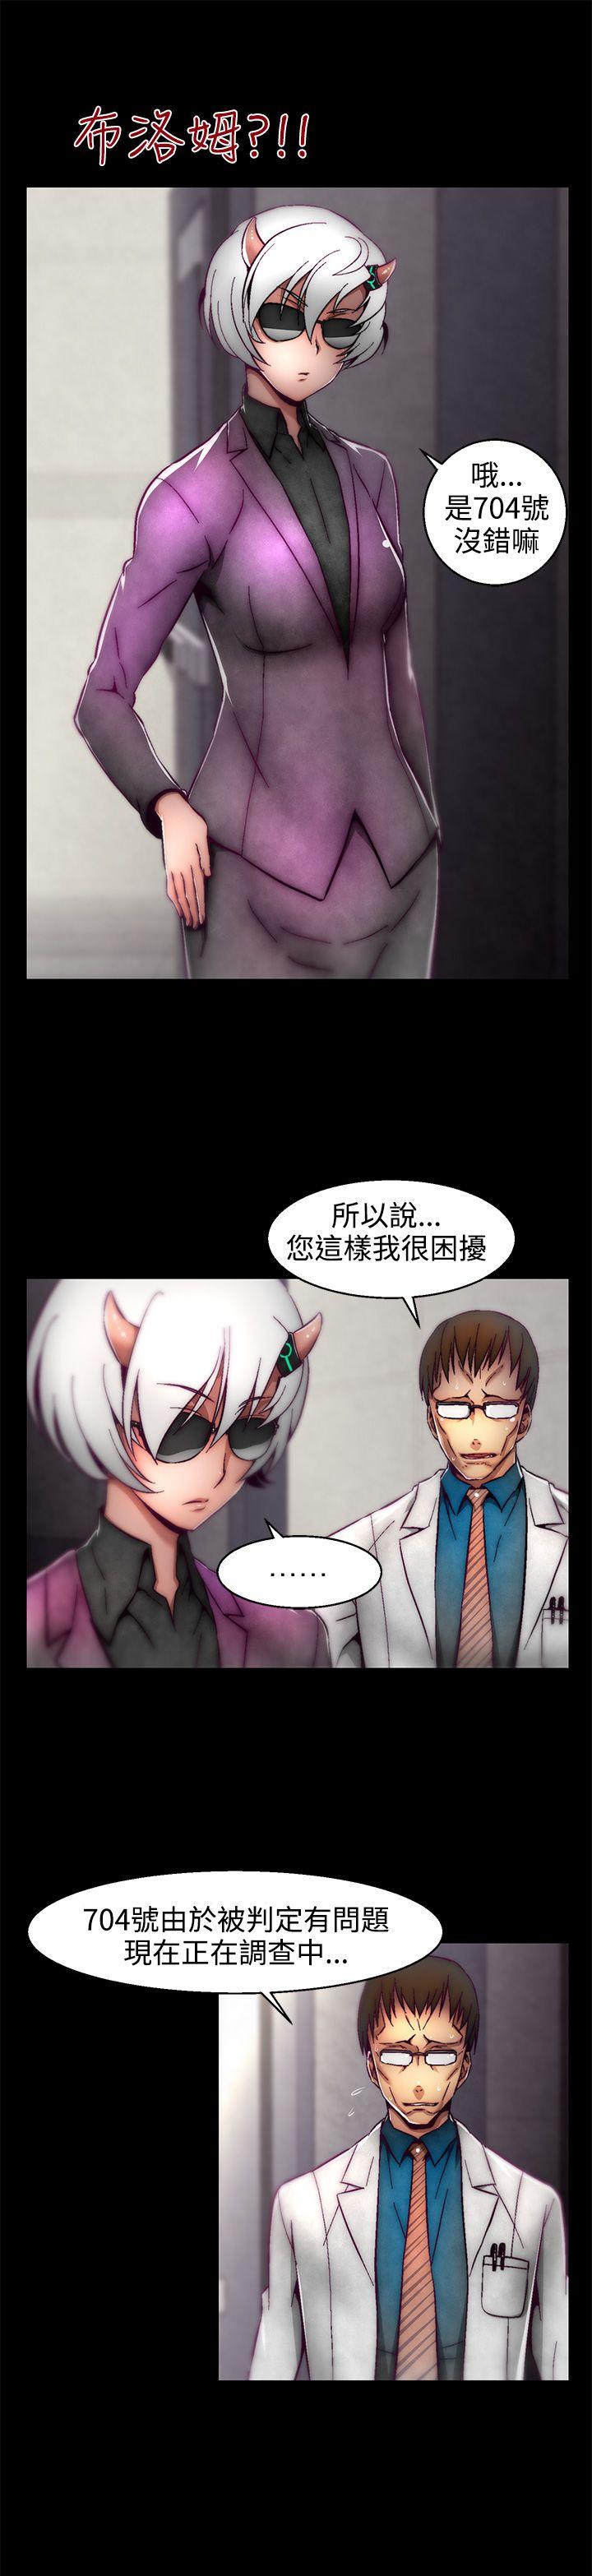 布洛姆?!!
哦...
是704號
沒錯嘛
所以說...
您這樣我很困擾
……
704號由於被判定有問題
現在正在調查中...